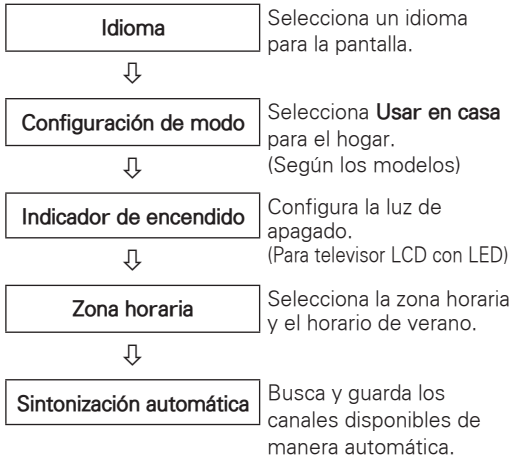 Idioma
Selecciona un idioma
para la pantalla.
Configuración de modo
Selecciona Usar en casa
para el hogar.
(Según los modelos)
Indicador de encendido
Configura la luz de
apagado.
(Para televisor LCD con LED)
Zona horaria
Selecciona la zona horaria
y el horario de verano.
Sintonización automática
Busca y guarda los
canales disponibles de
manera automática.